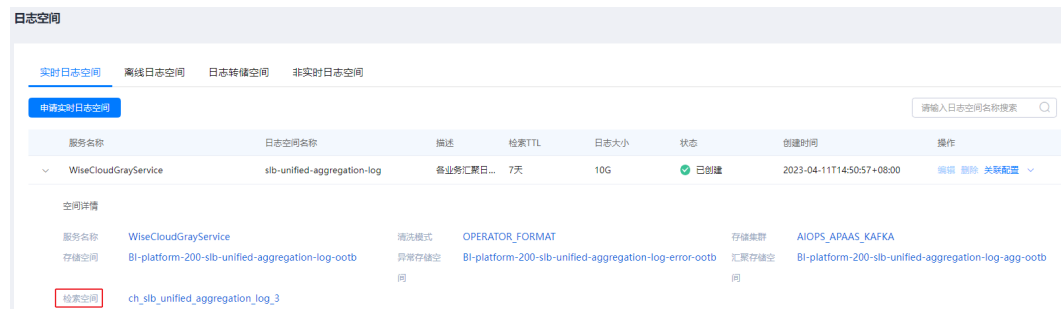 日志空间
实时日志空间 离线日志空间 日志转储空间 非实时日志空间
申请实时日志空间 请输入日志空间名称搜索
服务名称 日志空间名称 描述 检索TTL 日志大小 状态 创建时间 操作
WiseCloudGrayService slb-unified-aggregation-log 各业务汇聚日... 7天 10G 已创建 2023-04-11T14:50:57+08:00 编辑 删除 关联配置
空间详情
服务名称 WiseCloudGrayService 清洗模式 OPERATOR_FORMAT 存储集群 AIOPS_APAAS_KAFKA
存储空间 BI-platform-200-slb-unified-aggregation-log-ootb 异常存储空 BI-platform-200-slb-unified-aggregation-log-error-ootb 汇聚存储空 BI-platform-200-slb-unified-aggregation-log-agg-ootb
间 间
检索空间 ch_slb_unified_aggregation_log_3